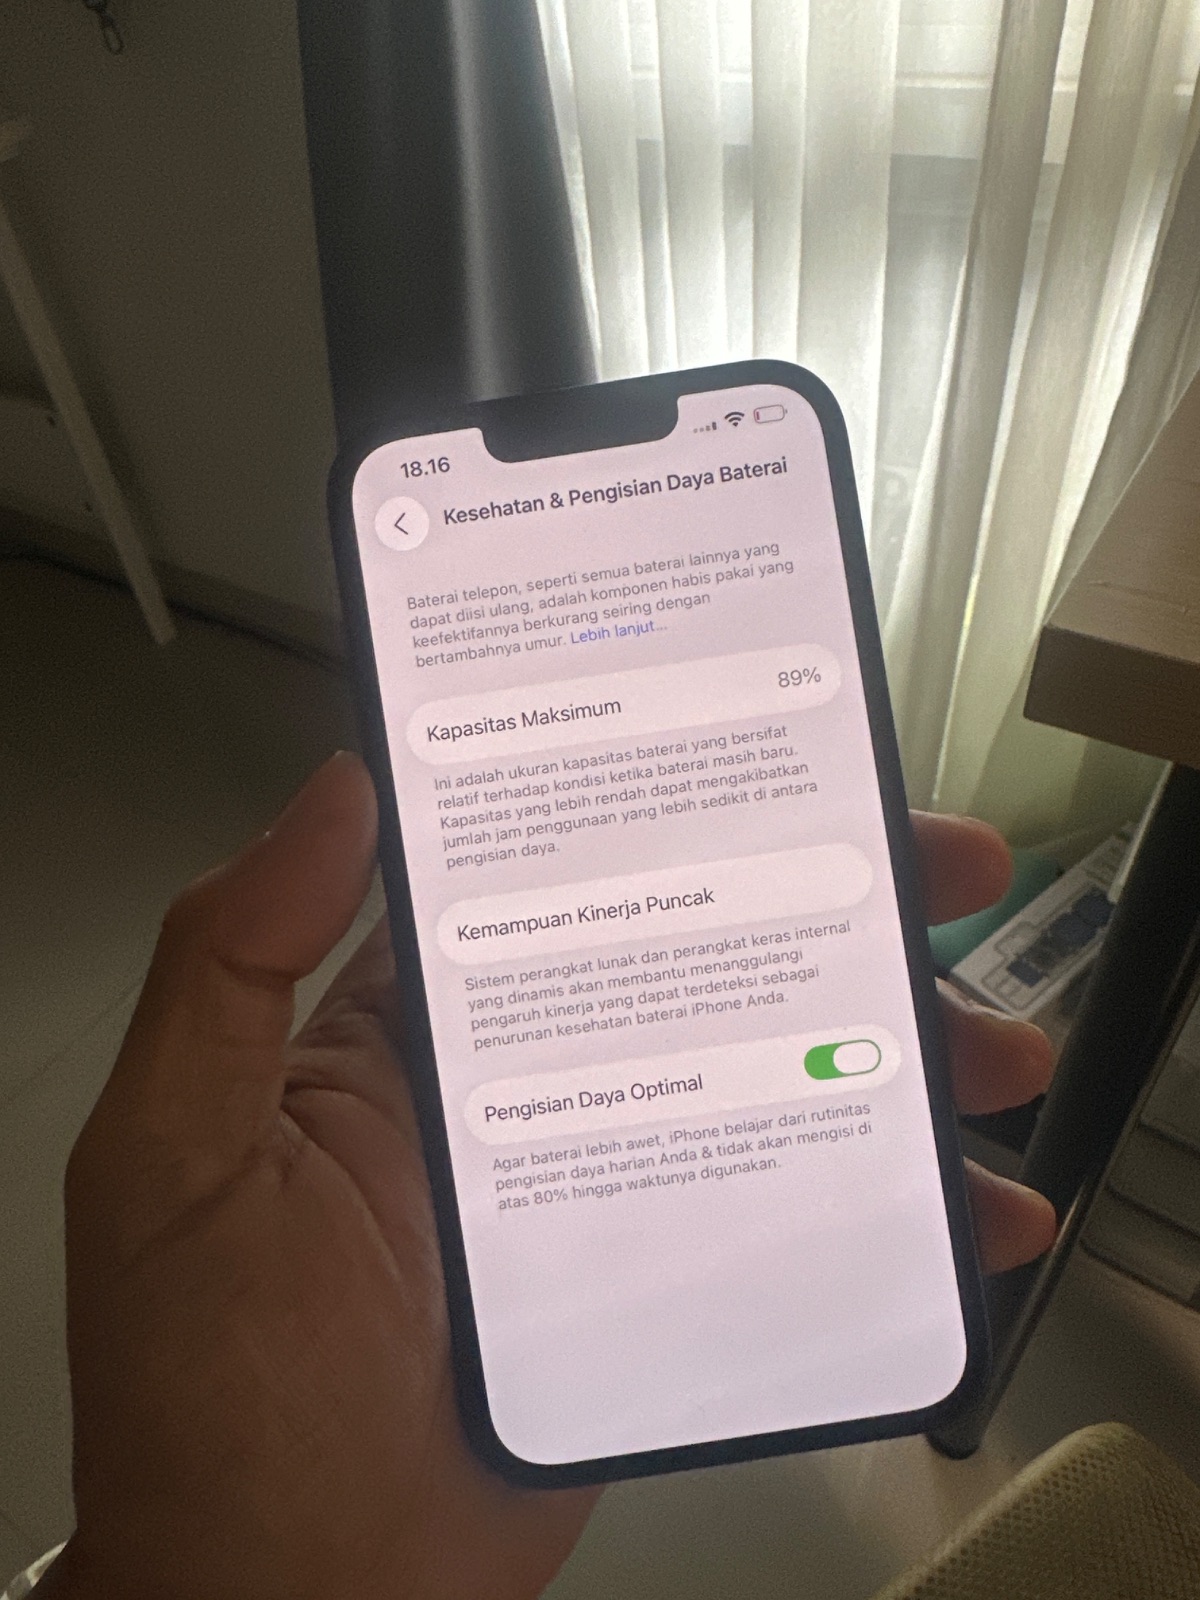 18.16
Kesehatan & Pengisian Daya Baterai
Baterai telepon, seperti semua baterai lainnya yang
dapat diisi ulang, adalah komponen habis pakai yang
keefektifannya berkurang seiring dengan
bertambahnya umur. Lebih lanjut...
Kapasitas Maksimum 89%
Ini adalah ukuran kapasitas baterai yang bersifat
relatif terhadap kondisi ketika baterai masih baru.
Kapasitas yang lebih rendah dapat mengakibatkan
jumlah jam penggunaan yang lebih sedikit di antara
pengisian daya.
Kemampuan Kinerja Puncak
Sistem perangkat lunak dan perangkat keras internal
yang dinamis akan membantu menanggulangi
pengaruh kinerja yang dapat terdeteksi sebagai
penurunan kesehatan baterai iPhone Anda.
Pengisian Daya Optimal
Agar baterai lebih awet, iPhone belajar dari rutinitas
pengisian daya harian Anda & tidak akan mengisi di
atas 80% hingga waktunya digunakan.